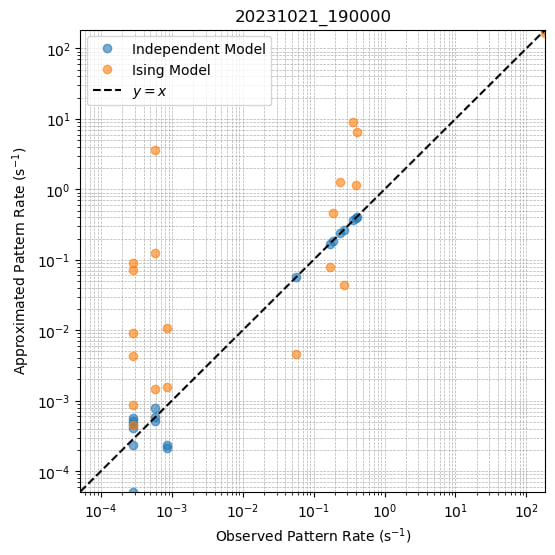 20231021_190000
Independent Model
Ising Model
y = x
Approximated Pattern Rate (s⁻¹)
10²
10¹
10⁰
10⁻¹
10⁻²
10⁻³
10⁻⁴
10⁻⁴ 10⁻³ 10⁻² 10⁻¹ 10⁰ 10¹ 10²
Observed Pattern Rate (s⁻¹)